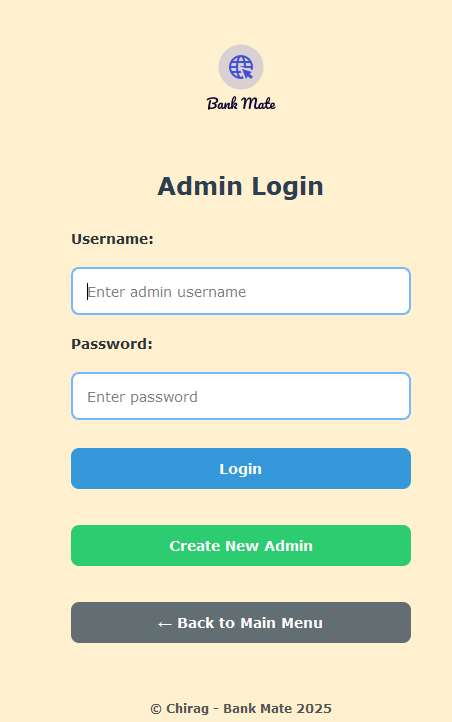 Bank Mate
Admin Login
Username:
Enter admin username
Password:
Enter password
Login
Create New Admin
← Back to Main Menu
© Chirag - Bank Mate 2025